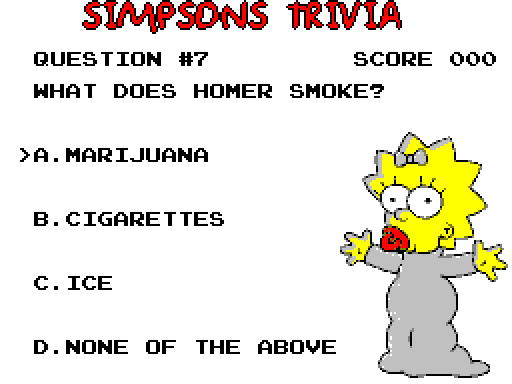 SIMPSONS TRIVIA
QUESTION #7 SCORE 000
WHAT DOES HOMER SMOKE?
>A.MARIJUANA
B.CIGARETTES
C.ICE
D.NONE OF THE ABOVE